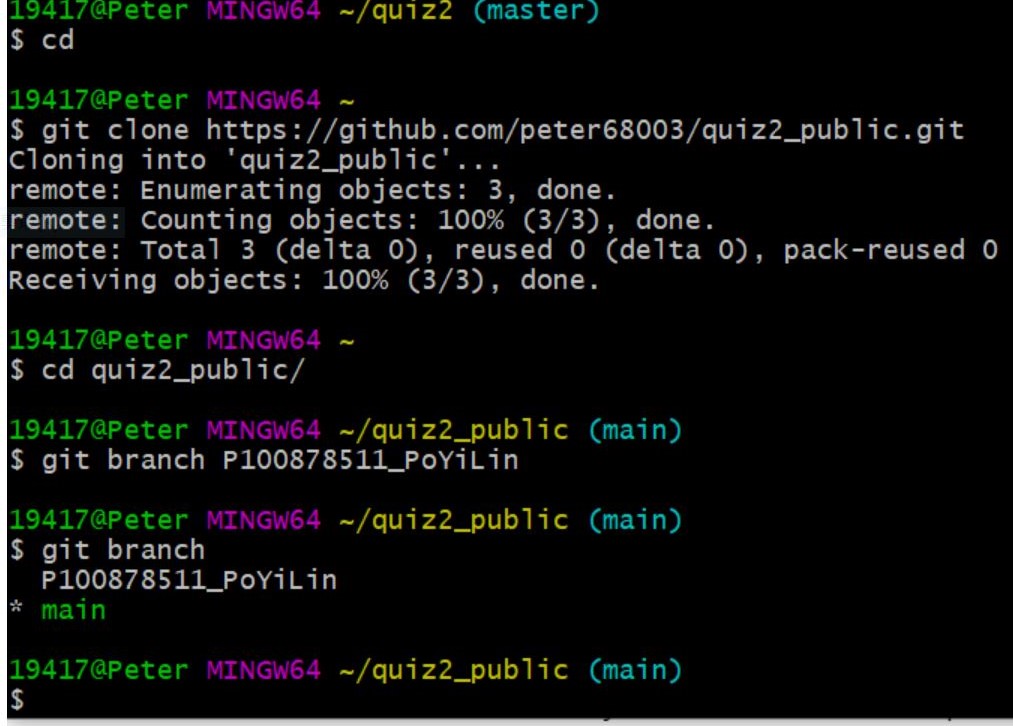 19417@Peter MINGW64 ~/quiz2 (master)
$ cd
19417@Peter MINGW64 ~
$ git clone https://github.com/peter68003/quiz2_public.git
Cloning into 'quiz2_public'...
remote: Enumerating objects: 3, done.
remote: Counting objects: 100% (3/3), done.
remote: Total 3 (delta 0), reused 0 (delta 0), pack-reused 0
Receiving objects: 100% (3/3), done.
19417@Peter MINGW64 ~
$ cd quiz2_public/
19417@Peter MINGW64 ~/quiz2_public (main)
$ git branch P100878511_PoYiLin
19417@Peter MINGW64 ~/quiz2_public (main)
$ git branch
  P100878511_PoYiLin
* main
19417@Peter MINGW64 ~/quiz2_public (main)
$